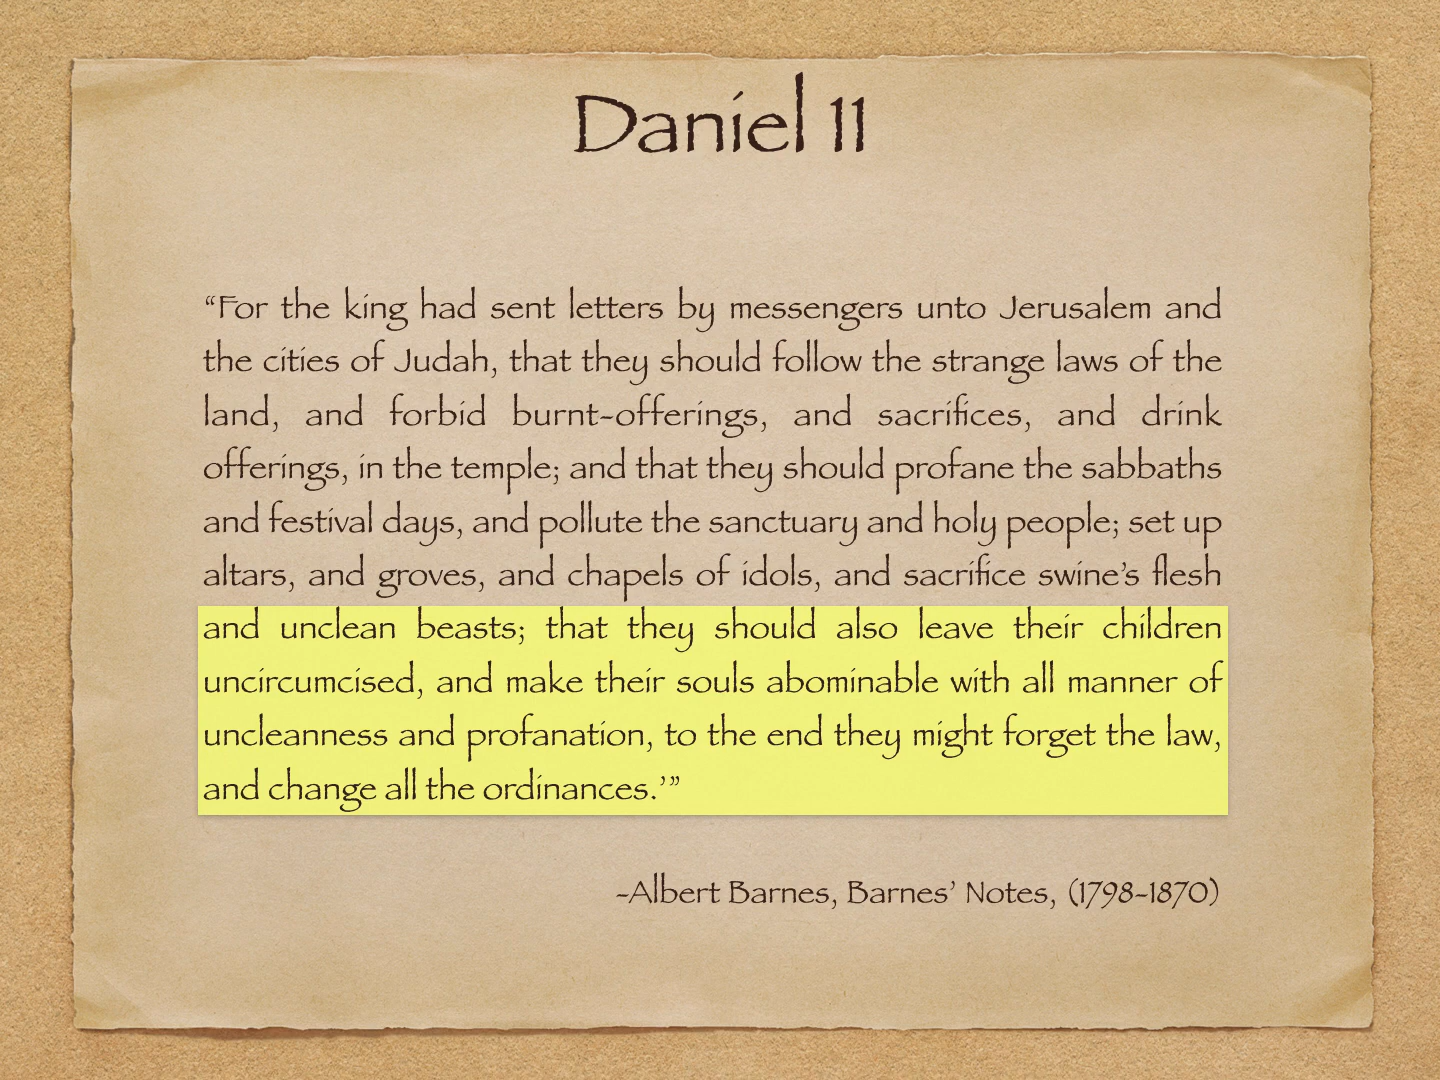 Daniel 11
“For the king had sent letters by messengers unto Jerusalem and
the cities of Judah, that they should follow the strange laws of the
land, and forbid burnt-offerings, and sacrifices, and drink
offerings, in the temple; and that they should profane the sabbaths
and festival days, and pollute the sanctuary and holy people; set up
altars, and groves, and chapels of idols, and sacrifice swine’s flesh
and unclean beasts; that they should also leave their children
uncircumcised, and make their souls abominable with all manner of
uncleanness and profanation, to the end they might forget the law,
and change all the ordinances.’”
-Albert Barnes, Barnes’ Notes, (1798-1870)